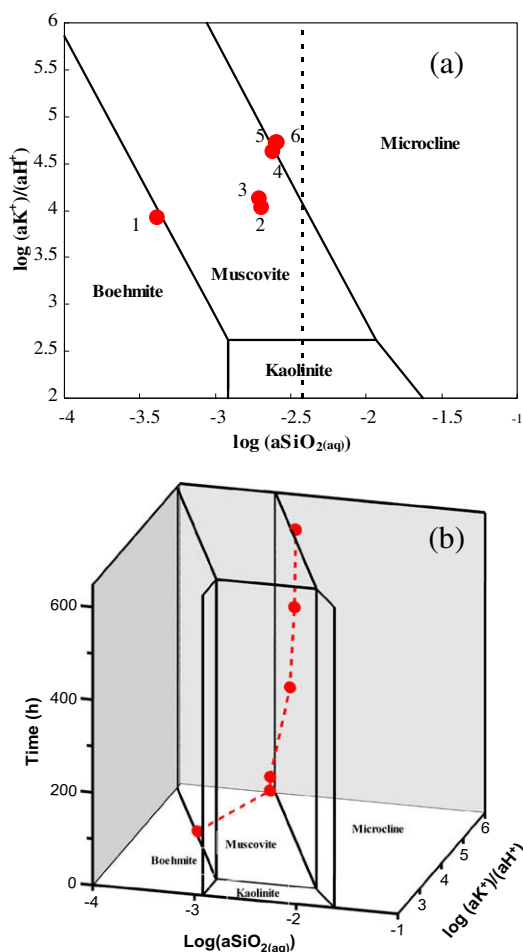 6
(a)
5.5
5
5
6
Microcline
4.5
4
3
4
1
2
3.5
Muscovite
Boehmite
3
2.5
Kaolinite
2
-4
-3.5
-3
-2.5
-2
-1.5
-1
log (aK⁺)/(aH⁺)
log (aSiO₂(aq))
(b)
600
400
200
0
Time (h)
Boehmite
Muscovite
Microcline
Kaolinite
6
5
4
3
log (aK⁺)/(aH⁺)
-4
-3
-2
-1
Log(aSiO₂(aq))